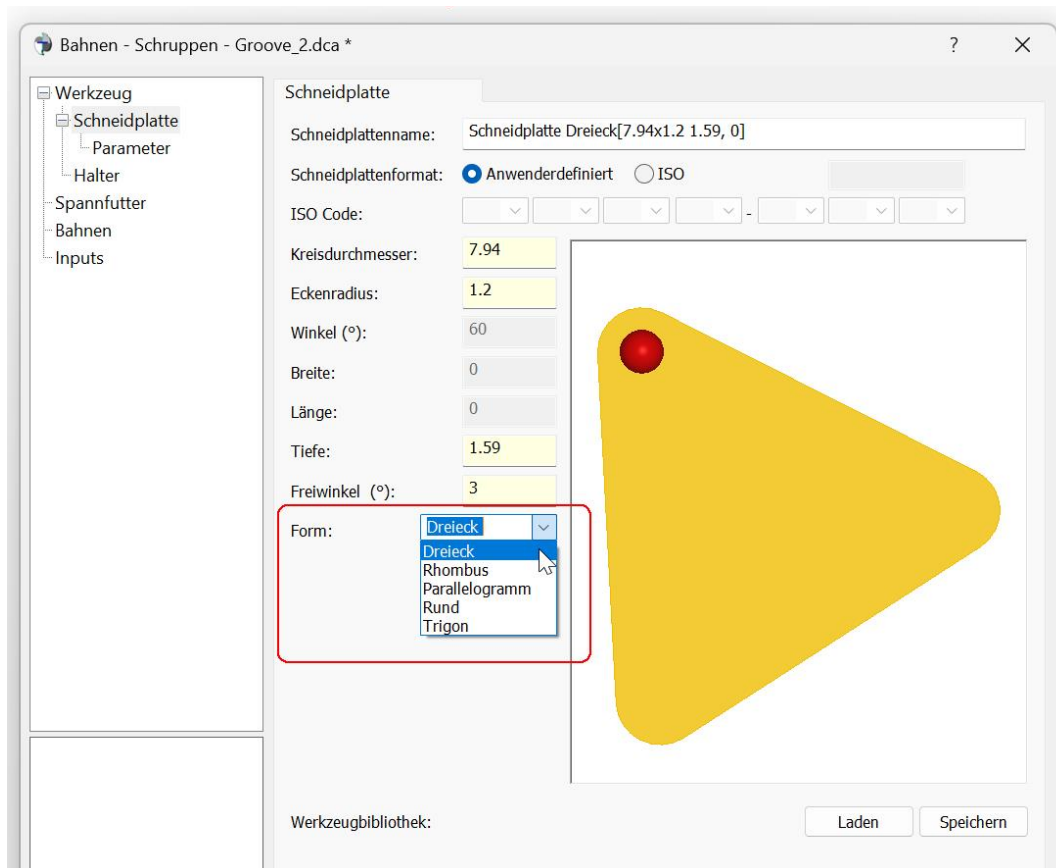 Bahnen - Schruppen - Groove_2.dca *
?
Werkzeug
Schneidplatte
Parameter
Halter
Spannfutter
Bahnen
Inputs
Schneidplatte
Schneidplattenname: Schneidplatte Dreieck[7.94x1.2 1.59, 0]
Schneidplattenformat: Anwenderdefiniert ISO
ISO Code: -
Kreisdurchmesser: 7.94
Eckenradius: 1.2
Winkel (°): 60
Breite: 0
Länge: 0
Tiefe: 1.59
Freiwinkel (°): 3
Form: Dreieck
Dreieck
Rhombus
Parallelogramm
Rund
Trigon
Werkzeugbibliothek: Laden Speichern